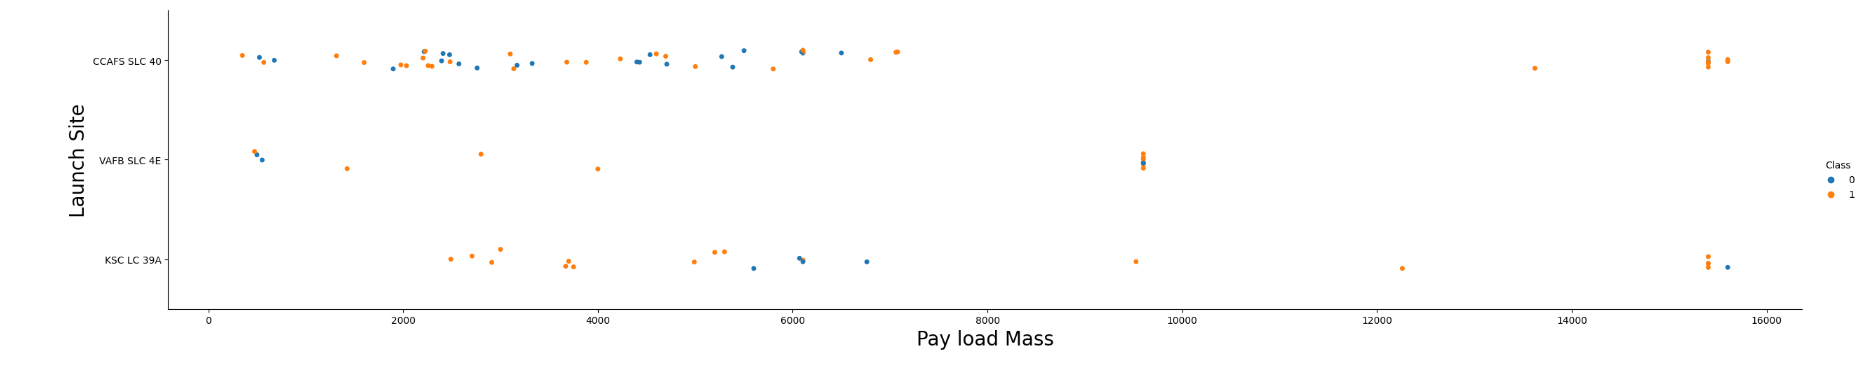 Launch Site
CCAFS SLC 40
VAFB SLC 4E
KSC LC 39A
0 2000 4000 6000 8000 10000 12000 14000 16000
Pay load Mass
Class
0
1